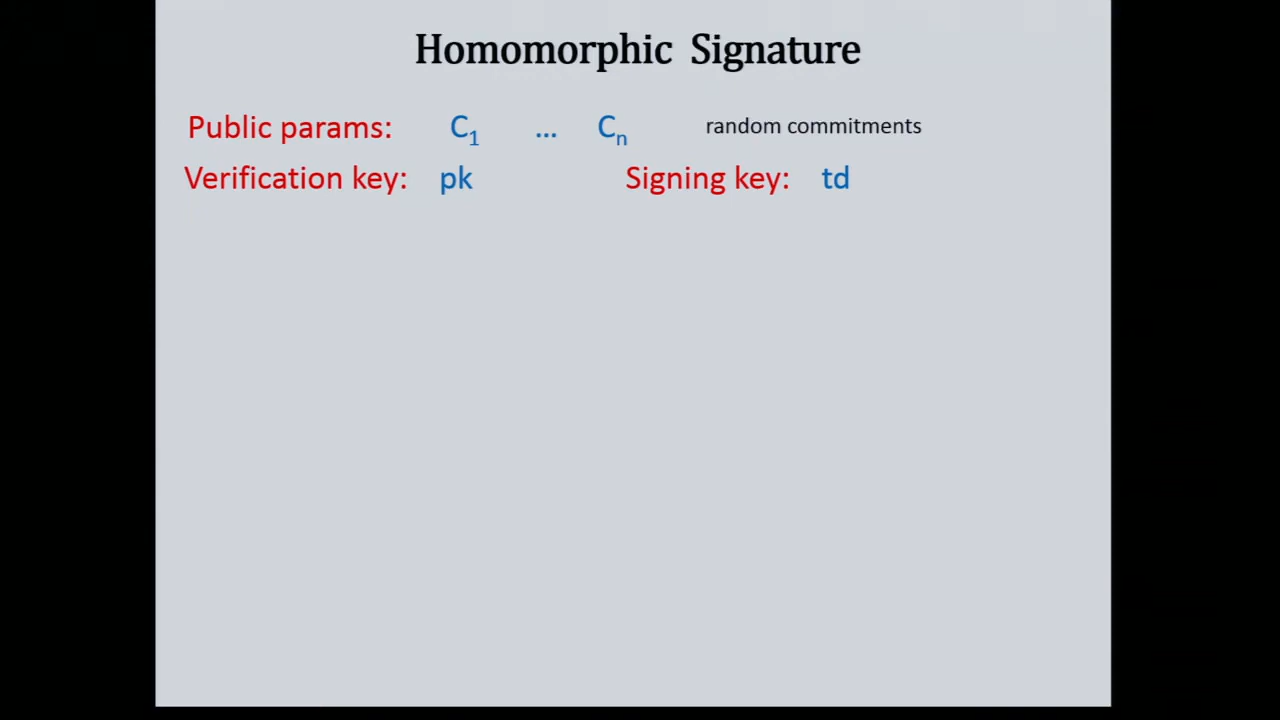 Homomorphic Signature
Public params: C₁ ... Cₙ random commitments
Verification key: pk Signing key: td